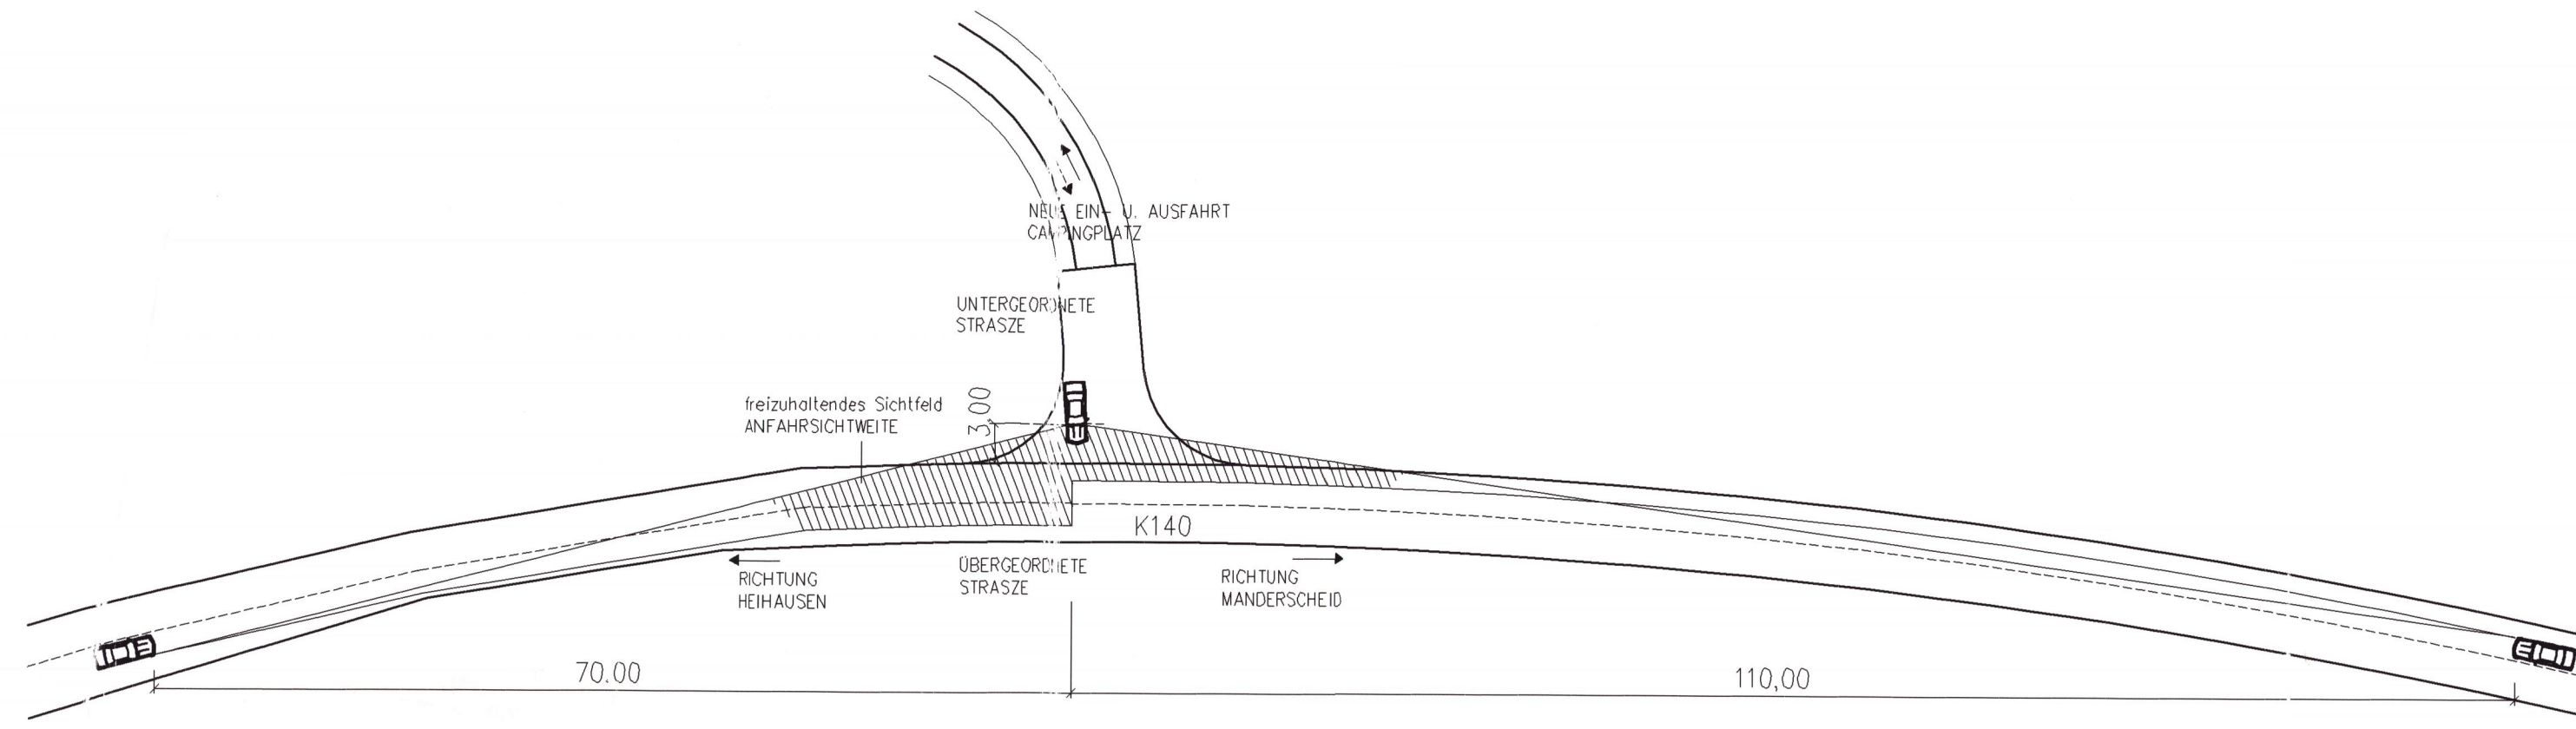 NEUE EIN- U. AUSFAHRT
CAMPINGPLATZ
UNTERGEORDNETE
STRASZE
freizuhaltendes Sichtfeld
ANFAHRSICHTWEITE
3,00
K140
RICHTUNG
HEIHAUSEN
ÜBERGEORDNETE
STRASZE
RICHTUNG
MANDERSCHEID
70.00
110,00